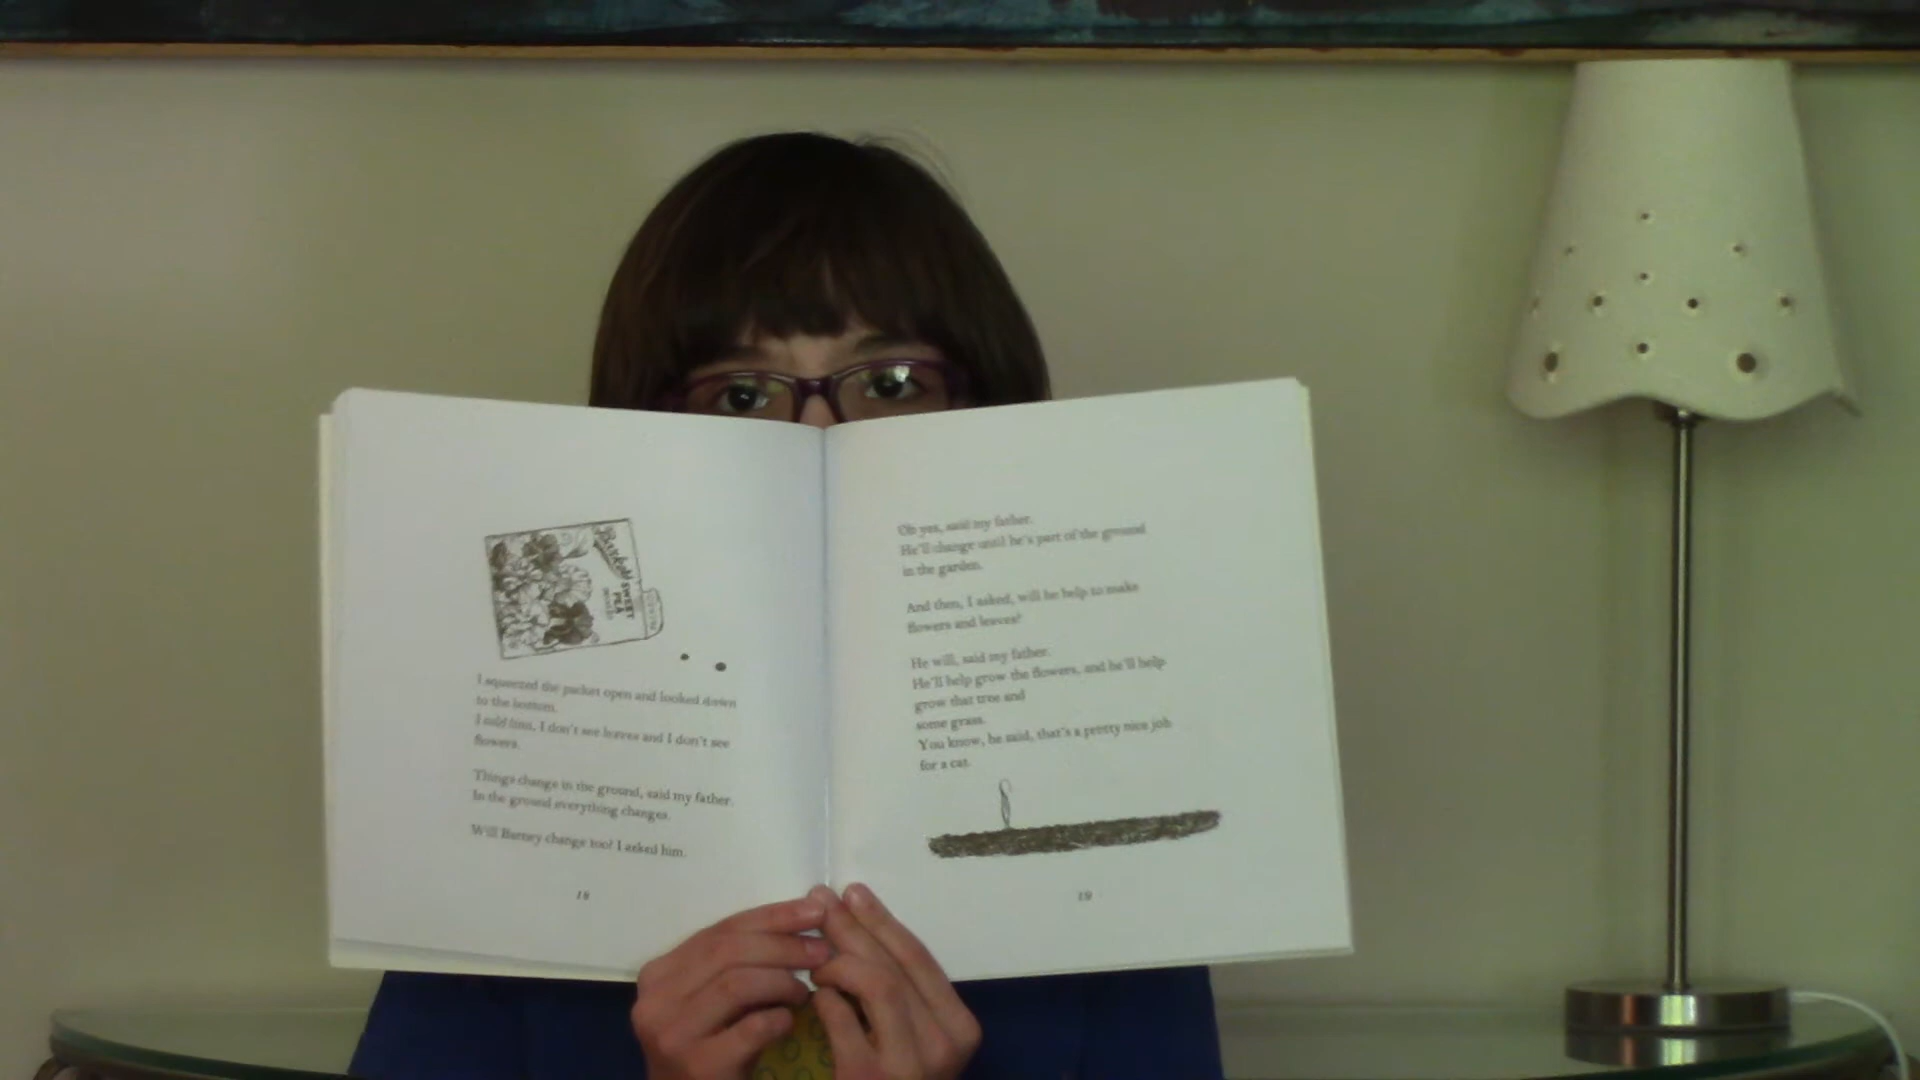 SWEET
PEA
MIXED
I squeezed the packet open and looked down
to the bottom.
I told him, I don't see leaves and I don't see
flowers.
Things change in the ground, said my father.
In the ground everything changes.
Will Barney change too? I asked him.
18
Oh yes, said my father.
He'll change until he's part of the ground
in the garden.
And then, I asked, will he help to make
flowers and leaves?
He will, said my father.
He'll help grow the flowers, and he'll help
grow that tree and
some grass.
You know, he said, that's a pretty nice job
for a cat.
19